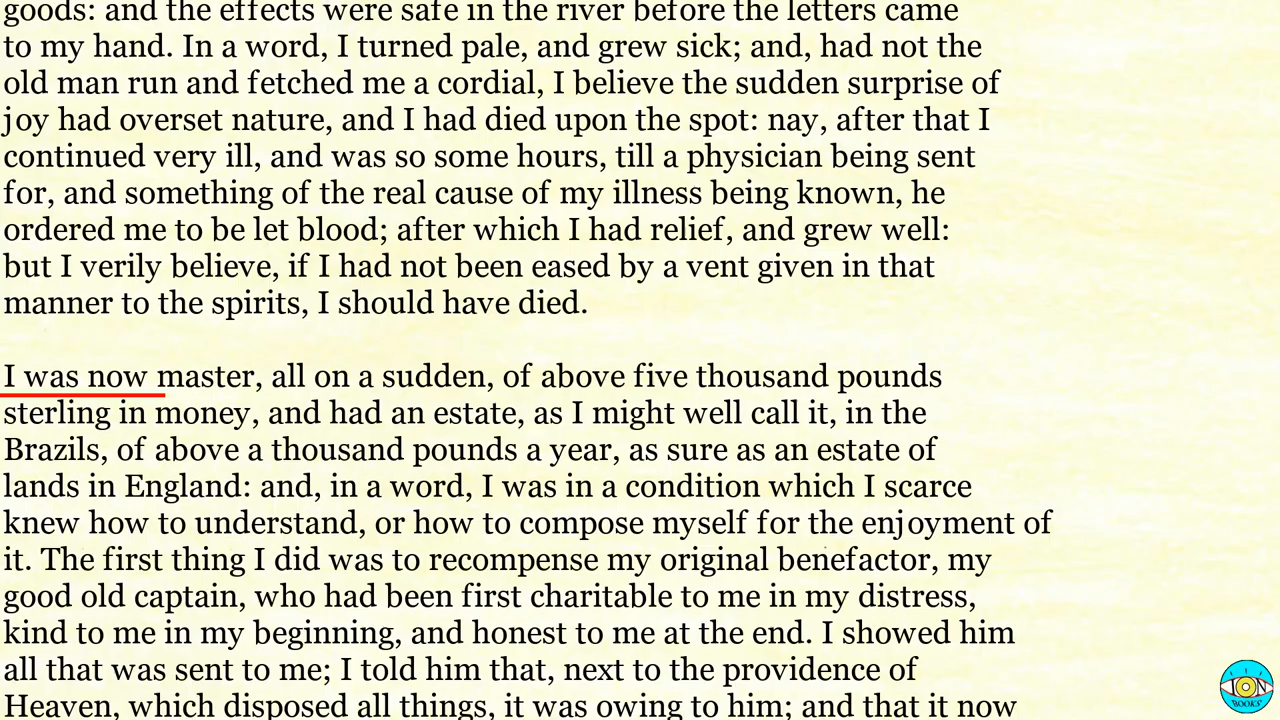 goods: and the effects were safe in the river before the letters came
to my hand. In a word, I turned pale, and grew sick; and, had not the
old man run and fetched me a cordial, I believe the sudden surprise of
joy had overset nature, and I had died upon the spot: nay, after that I
continued very ill, and was so some hours, till a physician being sent
for, and something of the real cause of my illness being known, he
ordered me to be let blood; after which I had relief, and grew well:
but I verily believe, if I had not been eased by a vent given in that
manner to the spirits, I should have died.
I was now master, all on a sudden, of above five thousand pounds
sterling in money, and had an estate, as I might well call it, in the
Brazils, of above a thousand pounds a year, as sure as an estate of
lands in England: and, in a word, I was in a condition which I scarce
knew how to understand, or how to compose myself for the enjoyment of
it. The first thing I did was to recompense my original benefactor, my
good old captain, who had been first charitable to me in my distress,
kind to me in my beginning, and honest to me at the end. I showed him
all that was sent to me; I told him that, next to the providence of
Heaven, which disposed all things, it was owing to him; and that it now
ION
BOOKS